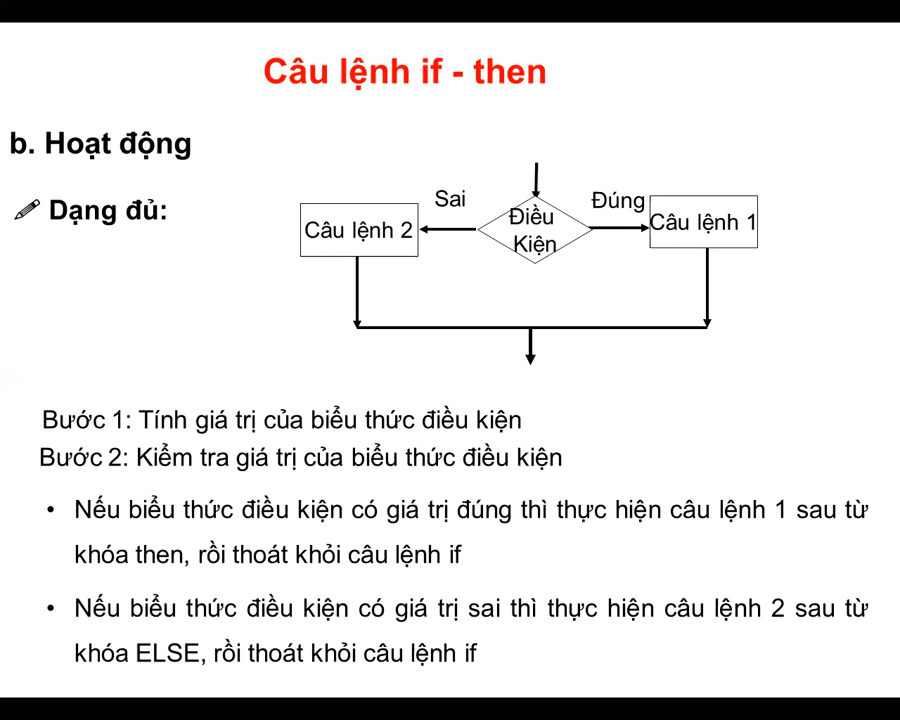 Câu lệnh if - then
b. Hoạt động
Dạng đủ:
Sai
Đúng
Câu lệnh 2
Điều
Kiện
Câu lệnh 1
Bước 1: Tính giá trị của biểu thức điều kiện
Bước 2: Kiểm tra giá trị của biểu thức điều kiện
• Nếu biểu thức điều kiện có giá trị đúng thì thực hiện câu lệnh 1 sau từ
khóa then, rồi thoát khỏi câu lệnh if
• Nếu biểu thức điều kiện có giá trị sai thì thực hiện câu lệnh 2 sau từ
khóa ELSE, rồi thoát khỏi câu lệnh if